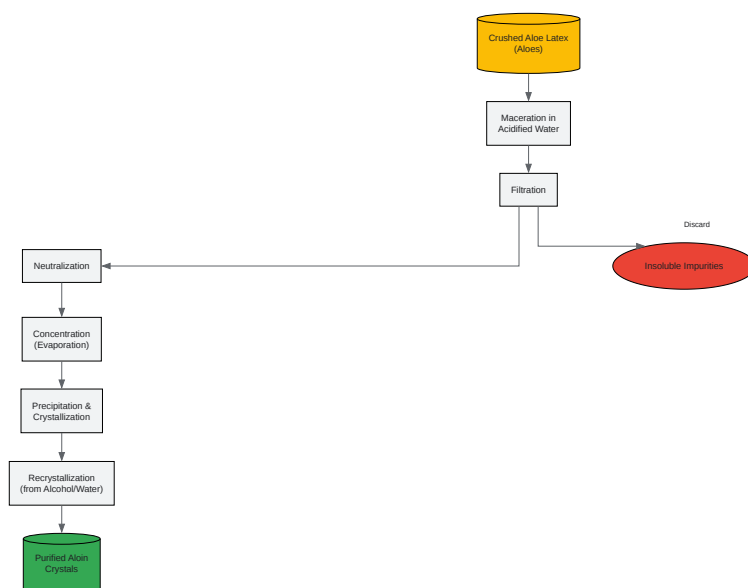 Crushed Aloe Latex
(Aloes)
Maceration in
Acidified Water
Filtration
Discard
Neutralization
Insoluble Impurities
Concentration
(Evaporation)
Precipitation &
Crystallization
Recrystallization
(from Alcohol/Water)
Purified Aloin
Crystals